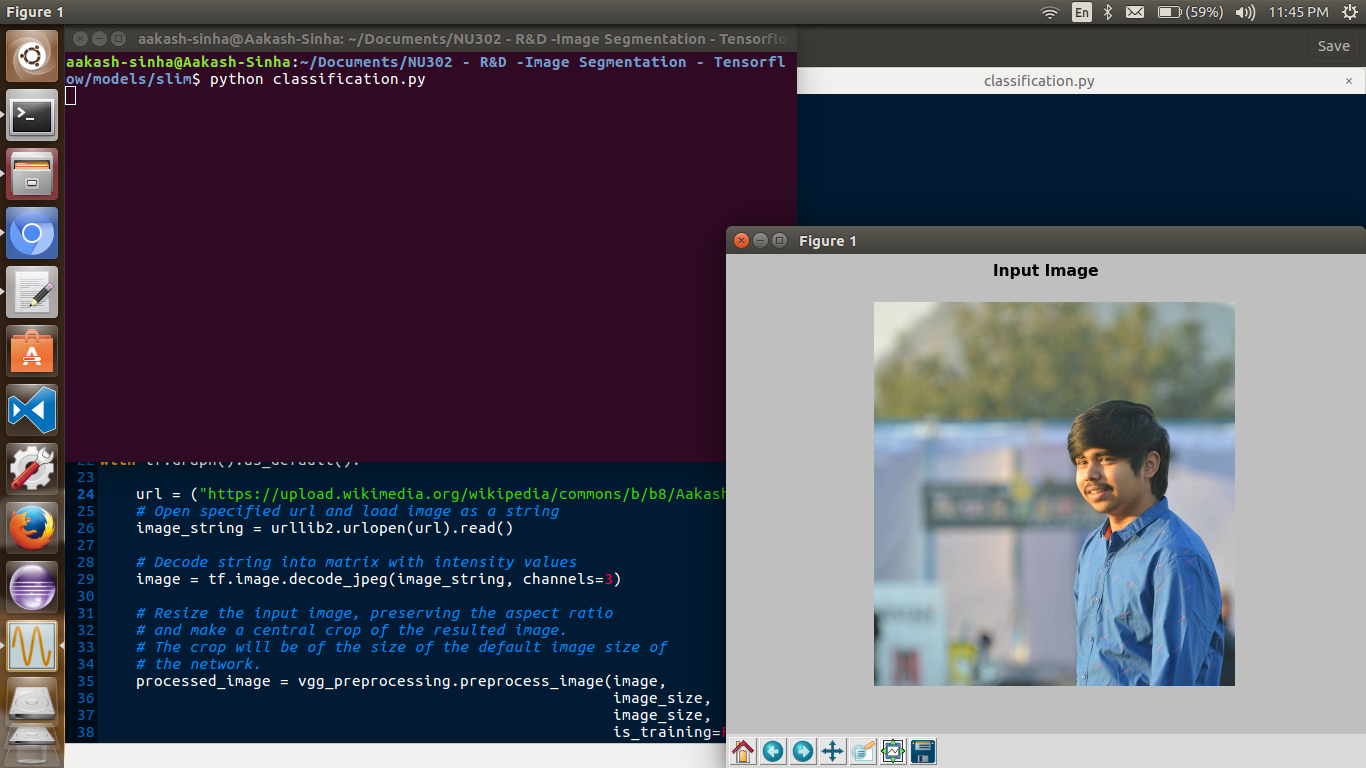 Figure 1
En
(59%)
11:45 PM
aakash-sinha@Aakash-Sinha: ~/Documents/NU302 - R&D -Image Segmentation - Tensorflo
Save
aakash-sinha@Aakash-Sinha:~/Documents/NU302 - R&D -Image Segmentation - Tensorfl
ow/models/slim$ python classification.py
classification.py
Figure 1
Input Image
22 with tf.Graph().as_default():
23
24 url = ("https://upload.wikimedia.org/wikipedia/commons/b/b8/Aakash
25 # Open specified url and load image as a string
26 image_string = urllib2.urlopen(url).read()
27
28 # Decode string into matrix with intensity values
29 image = tf.image.decode_jpeg(image_string, channels=3)
30
31 # Resize the input image, preserving the aspect ratio
32 # and make a central crop of the resulted image.
33 # The crop will be of the size of the default image size of
34 # the network.
35 processed_image = vgg_preprocessing.preprocess_image(image,
36 image_size,
37 image_size,
38 is_training=